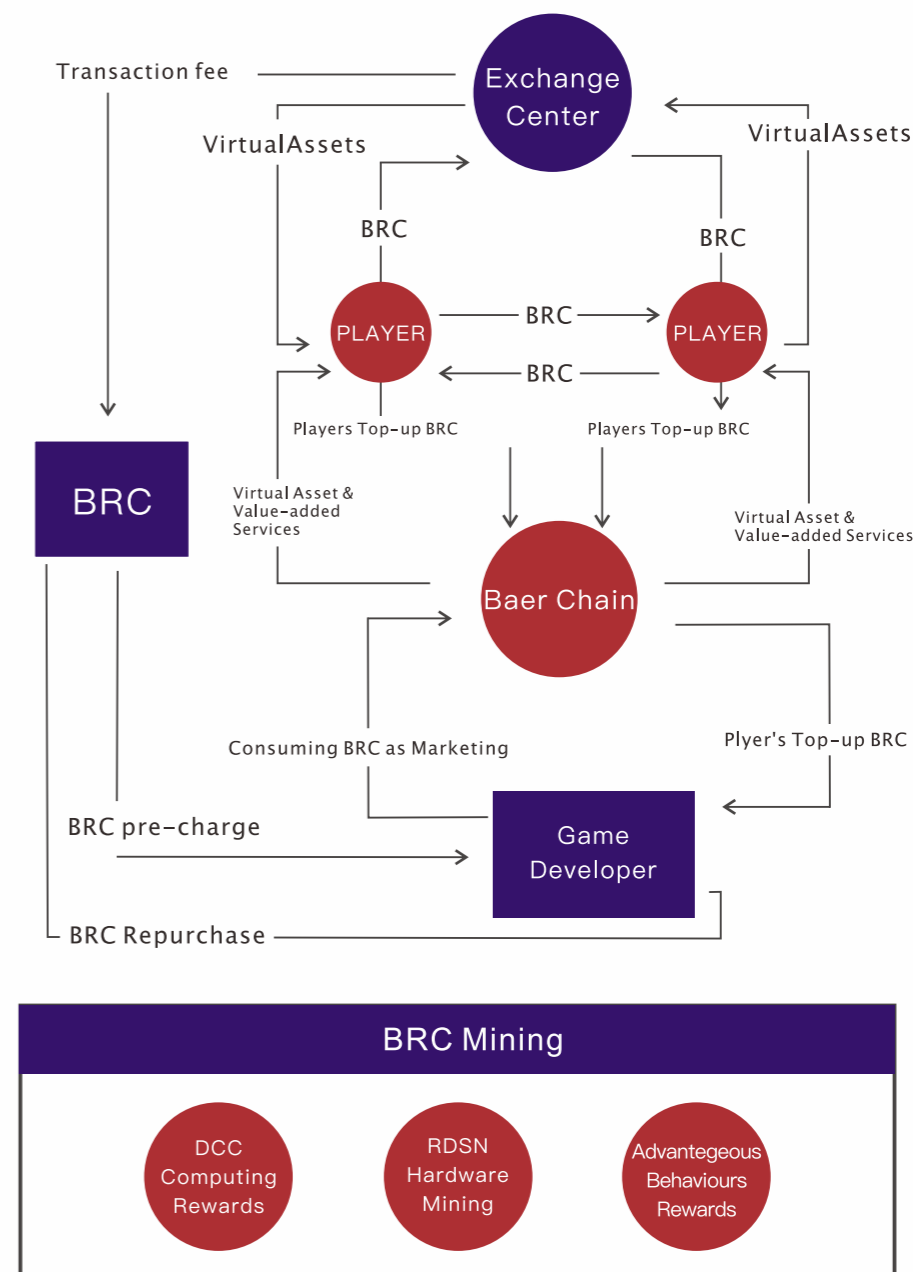 Transaction fee
Exchange
Center
VirtualAssets
VirtualAssets
BRC
BRC
PLAYER
BRC
PLAYER
BRC
Players Top-up BRC
Players Top-up BRC
BRC
Virtual Asset &
Value-added
Services
Virtual Asset &
Value-added Services
Baer Chain
Consuming BRC as Marketing
Plyer's Top-up BRC
BRC pre-charge
Game
Developer
BRC Repurchase
BRC Mining
DCC
Computing
Rewards
RDSN
Hardware
Mining
Advantegeous
Behaviours
Rewards